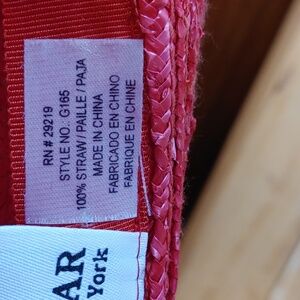 RN # 29219
STYLE NO. G165
100% STRAW / PAILLE / PAJA
MADE IN CHINA
FABRICADO EN CHINO
FABRIQUE EN CHINE
AR
York